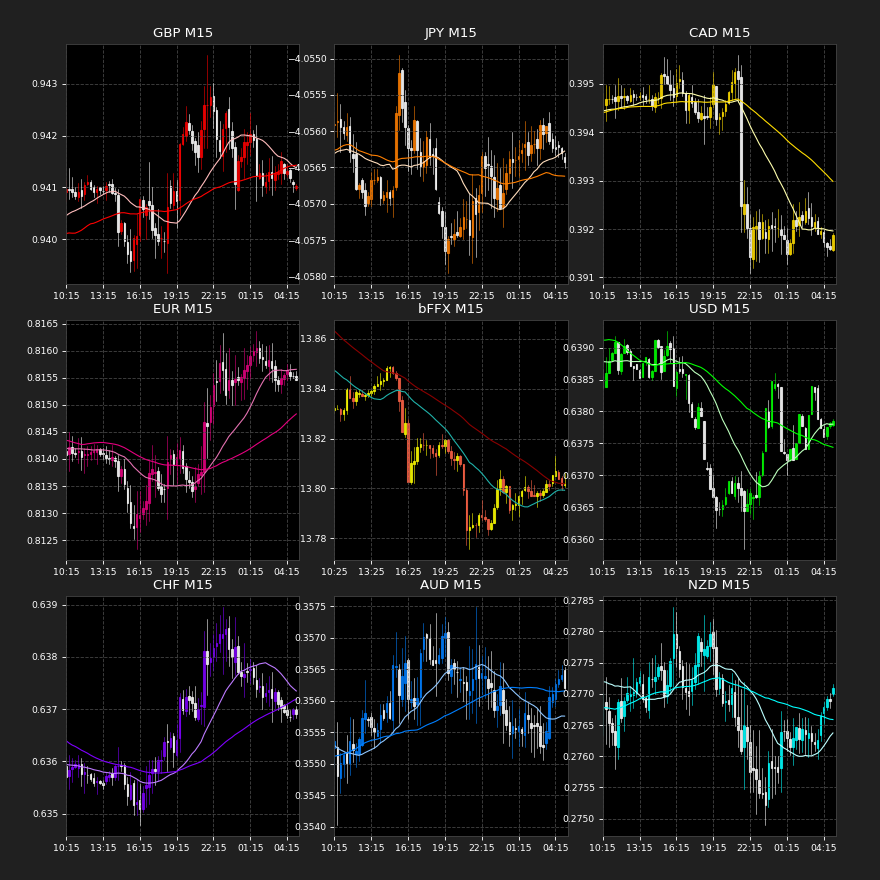 GBP M15 JPY M15 CAD M15
0.943 0.942 0.941 0.940
−4.0550 −4.0555 −4.0560 −4.0565 −4.0570 −4.0575 −4.0580
0.395 0.394 0.393 0.392 0.391
10:15 13:15 16:15 19:15 22:15 01:15 04:15 10:15 13:15 16:15 19:15 22:15 01:15 04:15 10:15 13:15 16:15 19:15 22:15 01:15 04:15
EUR M15 bFFX M15 USD M15
0.8165 0.8160 0.8155 0.8150 0.8145 0.8140 0.8135 0.8130 0.8125
13.86 13.84 13.82 13.80 13.78
0.6390 0.6385 0.6380 0.6375 0.6370 0.6365 0.6360
10:15 13:15 16:15 19:15 22:15 01:15 04:15 10:25 13:25 16:25 19:25 22:25 01:25 04:25 10:15 13:15 16:15 19:15 22:15 01:15 04:15
CHF M15 AUD M15 NZD M15
0.639 0.638 0.637 0.636 0.635
0.3575 0.3570 0.3565 0.3560 0.3555 0.3550 0.3545 0.3540
0.2785 0.2780 0.2775 0.2770 0.2765 0.2760 0.2755 0.2750
10:15 13:15 16:15 19:15 22:15 01:15 04:15 10:15 13:15 16:15 19:15 22:15 01:15 04:15 10:15 13:15 16:15 19:15 22:15 01:15 04:15